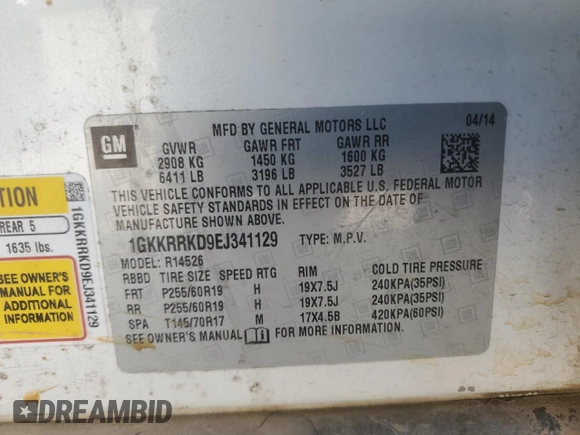 MFD BY GENERAL MOTORS LLC 04/14
GM
GVWR GAWR FRT GAWR RR
2908 KG 1450 KG 1600 KG
6411 LB 3196 LB 3527 LB
THIS VEHICLE CONFORMS TO ALL APPLICABLE U.S. FEDERAL MOTOR
VEHICLE SAFETY STANDARDS IN EFFECT ON THE DATE OF
MANUFACTURE SHOWN ABOVE.
1GKKRRKD9EJ341129 TYPE: M.P.V.
MODEL: R14526
RBBD TIRE SIZE SPEED RTG RIM COLD TIRE PRESSURE
FRT P255/60R19 H 19X7.5J 240KPA(35PSI)
RR P255/60R19 H 19X7.5J 240KPA(35PSI)
SPA T145/70R17 M 17X4.5B 420KPA(60PSI)
SEE OWNER'S MANUAL FOR MORE INFORMATION.
TION
REAR 5
1635 lbs.
SEE OWNER'S
MANUAL FOR
ADDITIONAL
INFORMATION
1GKKRRKD9EJ341129
DREAMBID